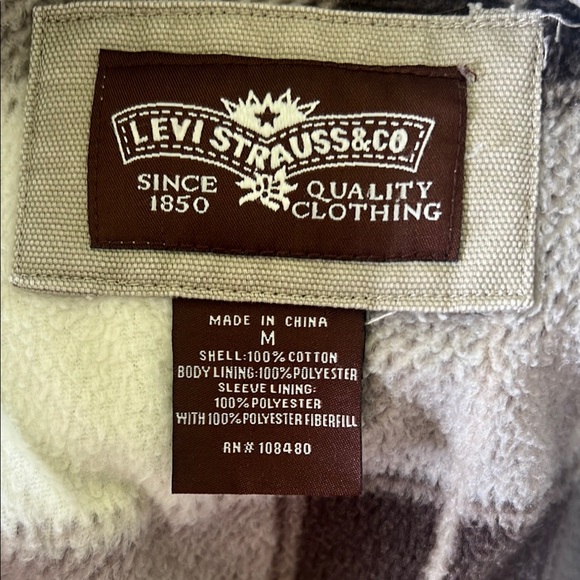 LEVI STRAUSS&CO
SINCE
1850
QUALITY
CLOTHING
MADE IN CHINA
M
SHELL:100% COTTON
BODY LINING:100% POLYESTER
SLEEVE LINING:
100% POLYESTER
WITH 100% POLYESTER FIBERFILL
RN# 108480